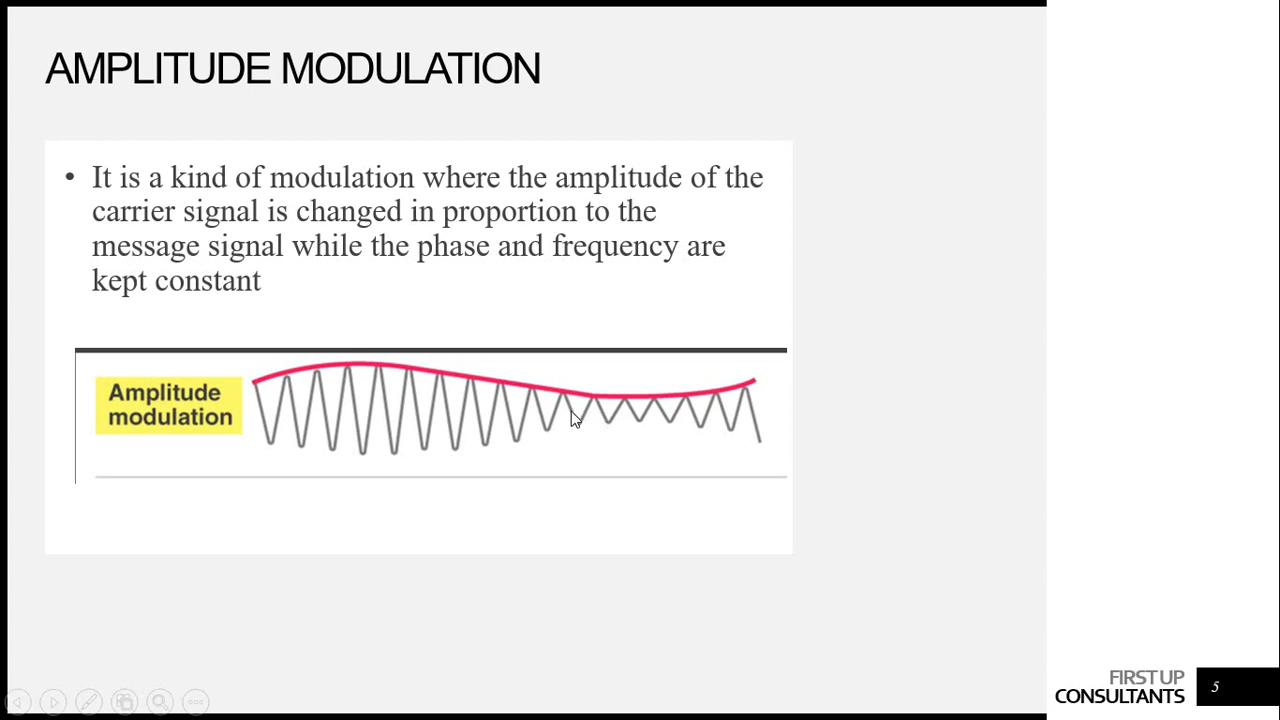 AMPLITUDE MODULATION
• It is a kind of modulation where the amplitude of the
carrier signal is changed in proportion to the
message signal while the phase and frequency are
kept constant
Amplitude
modulation
FIRST UP
CONSULTANTS
5